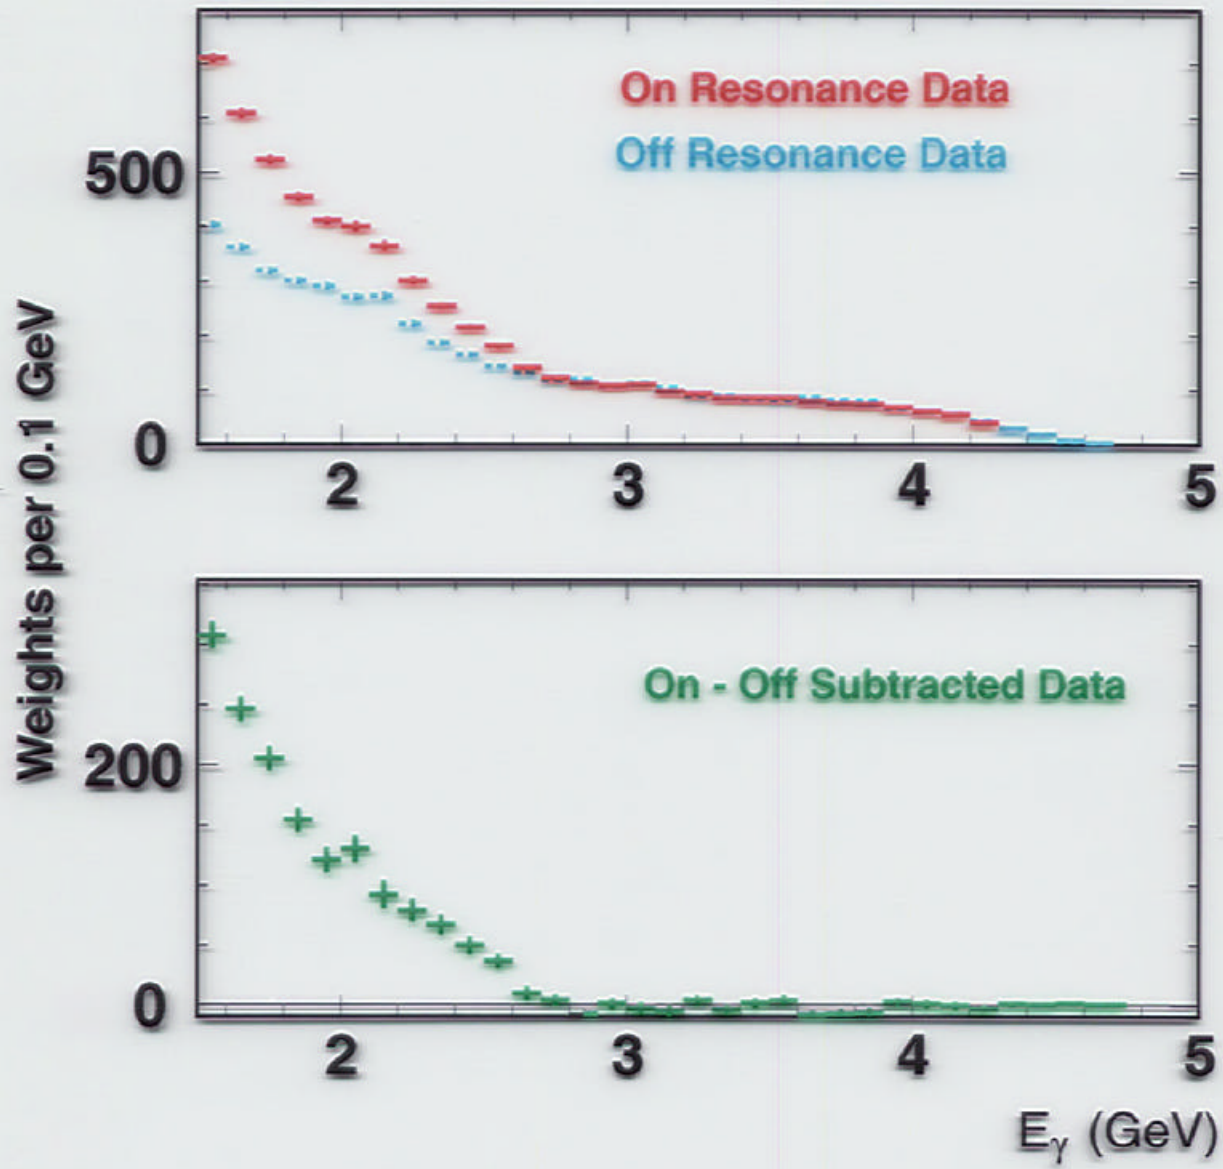 On Resonance Data
Off Resonance Data
500
0
2 3 4 5
Weights per 0.1 GeV
On - Off Subtracted Data
200
0
2 3 4 5
Eγ (GeV)